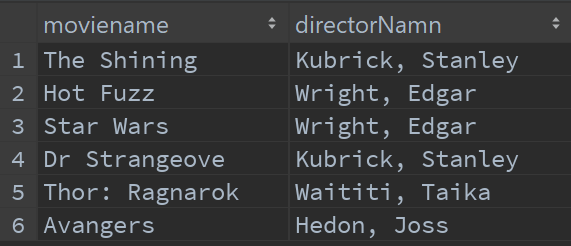 moviename directorNamn
1 The Shining Kubrick, Stanley
2 Hot Fuzz Wright, Edgar
3 Star Wars Wright, Edgar
4 Dr Strangeove Kubrick, Stanley
5 Thor: Ragnarok Waititi, Taika
6 Avangers Hedon, Joss